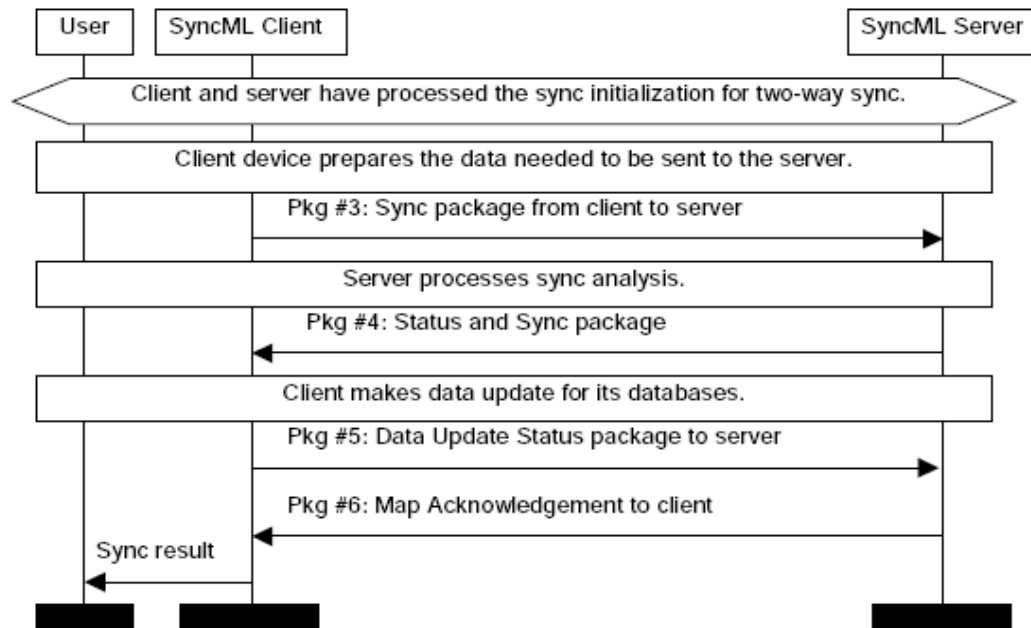 User
SyncML Client
SyncML Server
Client and server have processed the sync initialization for two-way sync.
Client device prepares the data needed to be sent to the server.
Pkg #3: Sync package from client to server
Server processes sync analysis.
Pkg #4: Status and Sync package
Client makes data update for its databases.
Pkg #5: Data Update Status package to server
Pkg #6: Map Acknowledgement to client
Sync result